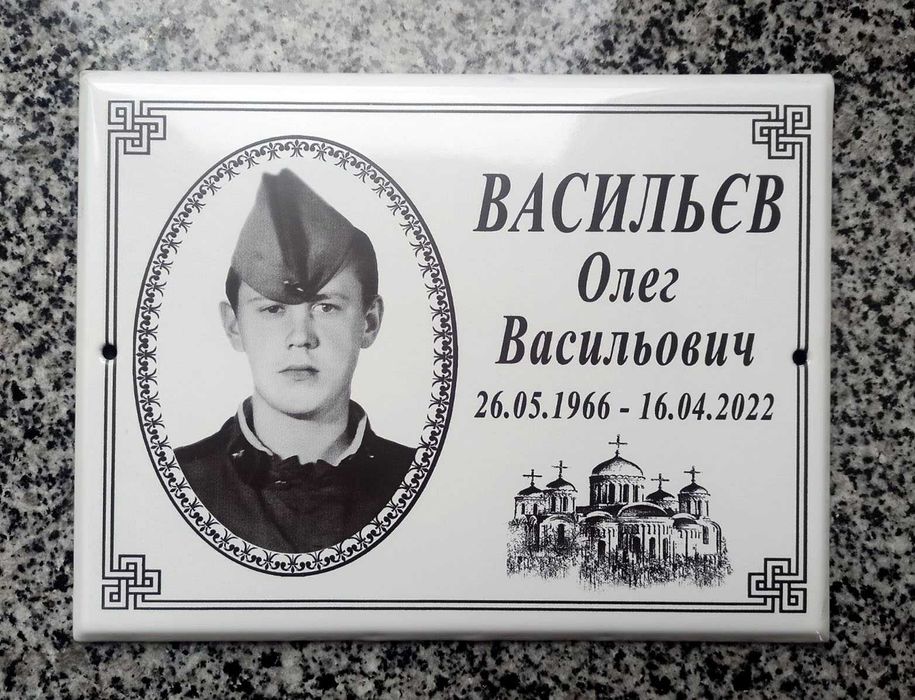 ВАСИЛЬЄВ
Олег
Васильович
26.05.1966 - 16.04.2022